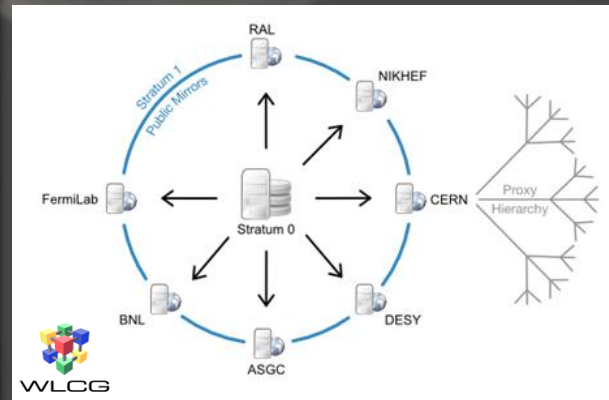 RAL
Stratum 1
Public Mirrors
NIKHEF
FermiLab
Stratum 0
CERN
Proxy
Hierarchy
BNL
DESY
ASGC
WLCG